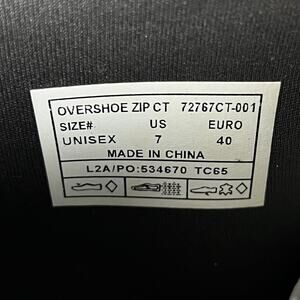 OVERSHOE ZIP CT 72767CT-001
SIZE# US EURO
UNISEX 7 40
MADE IN CHINA
L2A/PO:534670 TC65